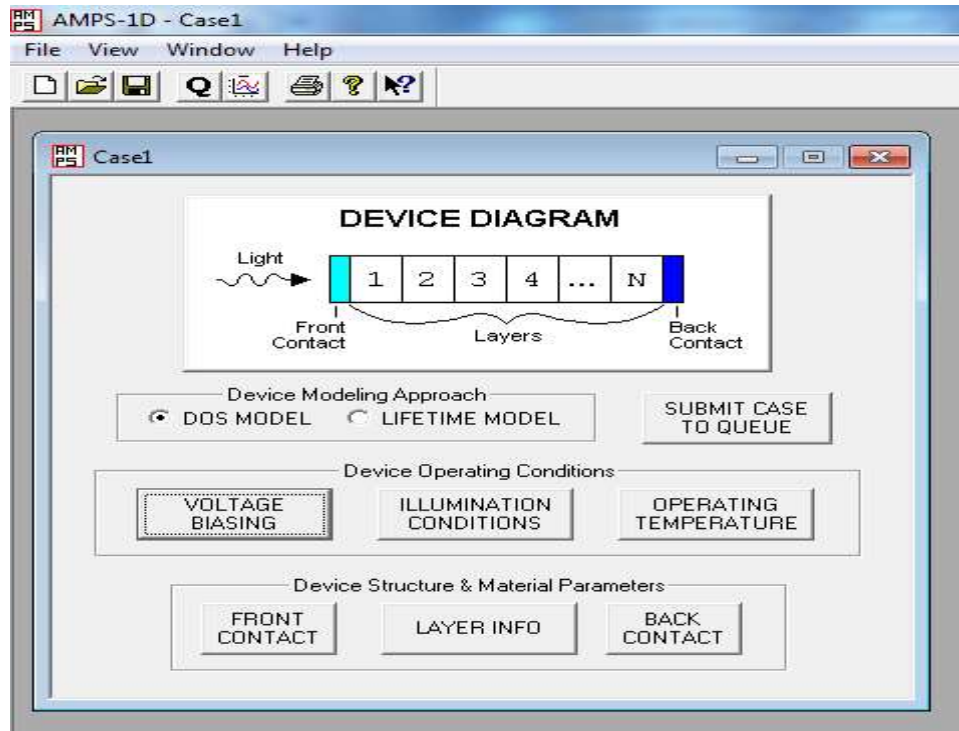 AMPS-1D - Case1
File View Window Help
Q
Case1
DEVICE DIAGRAM
Light
1 2 3 4 ... N
Front
Contact
Layers
Back
Contact
Device Modeling Approach
DOS MODEL LIFETIME MODEL
SUBMIT CASE
TO QUEUE
Device Operating Conditions
VOLTAGE
BIASING
ILLUMINATION
CONDITIONS
OPERATING
TEMPERATURE
Device Structure & Material Parameters
FRONT
CONTACT
LAYER INFO
BACK
CONTACT